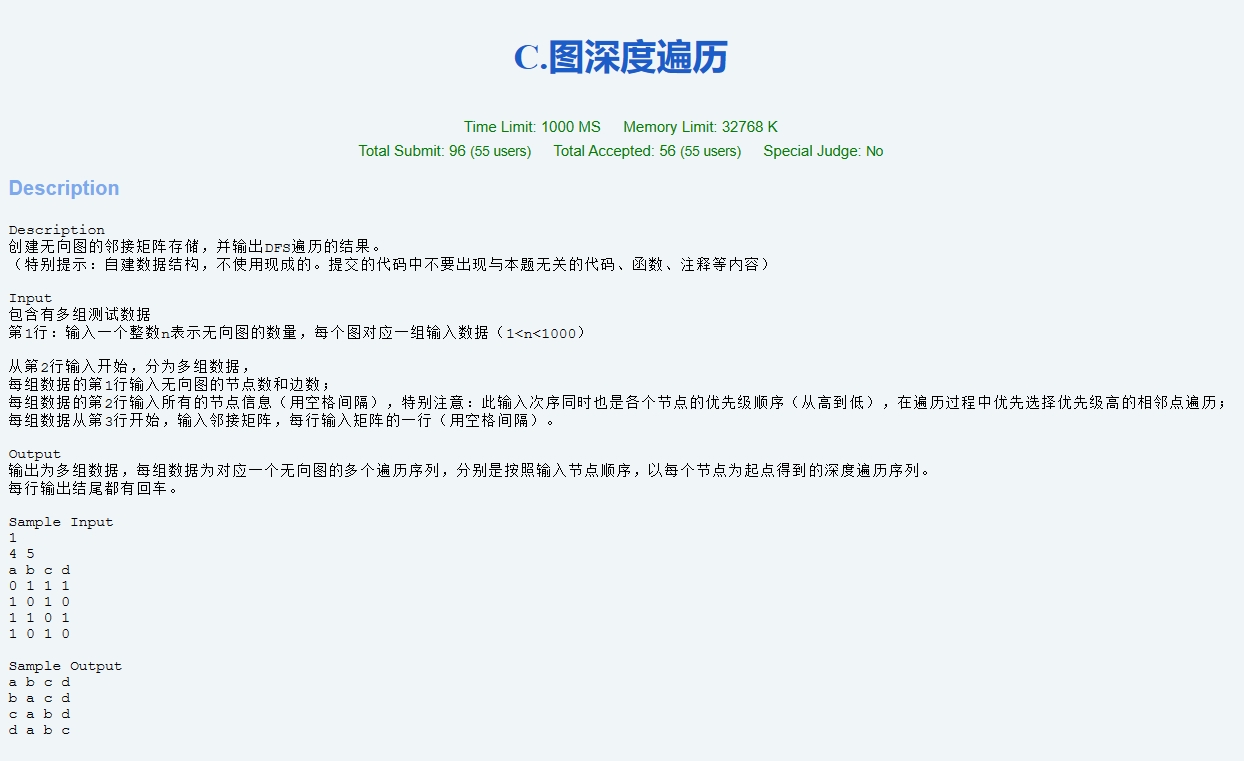 C.图深度遍历
Time Limit: 1000 MS Memory Limit: 32768 K
Total Submit: 96 (55 users) Total Accepted: 56 (55 users) Special Judge: No
Description
Description
创建无向图的邻接矩阵存储，并输出DFS遍历的结果。
（特别提示：自建数据结构，不使用现成的。提交的代码中不要出现与本题无关的代码、函数、注释等内容）
Input
包含有多组测试数据
第1行：输入一个整数n表示无向图的数量，每个图对应一组输入数据（1<n<1000）
从第2行输入开始，分为多组数据，
每组数据的第1行输入无向图的节点数和边数；
每组数据的第2行输入所有的节点信息（用空格间隔），特别注意：此输入次序同时也是各个节点的优先级顺序（从高到低），在遍历过程中优先选择优先级高的相邻点遍历；
每组数据从第3行开始，输入邻接矩阵，每行输入矩阵的一行（用空格间隔）。
Output
输出为多组数据，每组数据为对应一个无向图的多个遍历序列，分别是按照输入节点顺序，以每个节点为起点得到的深度遍历序列。
每行输出结尾都有回车。
Sample Input
1
4 5
a b c d
0 1 1 1
1 0 1 0
1 1 0 1
1 0 1 0
Sample Output
a b c d
b a c d
c a b d
d a b c